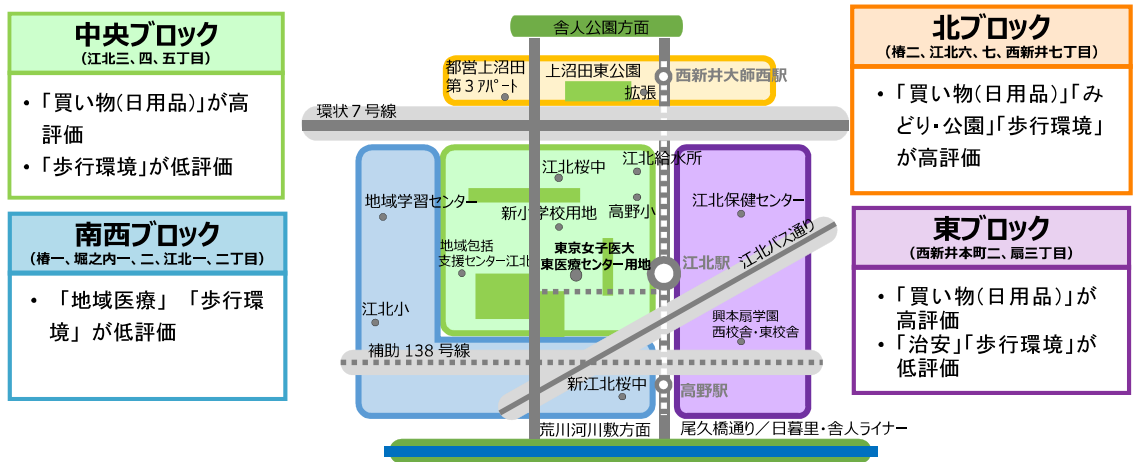 中央ブロック
(江北三、四、五丁目)
・「買い物(日用品)」が高
評価
・「歩行環境」が低評価
南西ブロック
(椿一、堀之内一、二、江北一、二丁目)
・「地域医療」「歩行環
境」が低評価
舎人公園方面
都営上沼田
第３アパート
上沼田東公園
拡張
西新井大師西駅
環状７号線
江北桜中
江北給水所
地域学習センター
新小学校用地
高野小
江北保健センター
地域包括
支援センター江北
東京女子医大
東医療センター用地
江北駅
江北バス通り
江北小
興本扇学園
西校舎・東校舎
補助138号線
新江北桜中
高野駅
荒川河川敷方面
尾久橋通り／日暮里・舎人ライナー
北ブロック
(椿二、江北六、七、西新井七丁目)
・「買い物(日用品)」「み
どり・公園」「歩行環境」
が高評価
東ブロック
(西新井本町二、扇三丁目)
・「買い物(日用品)」が
高評価
・「治安」「歩行環境」が
低評価